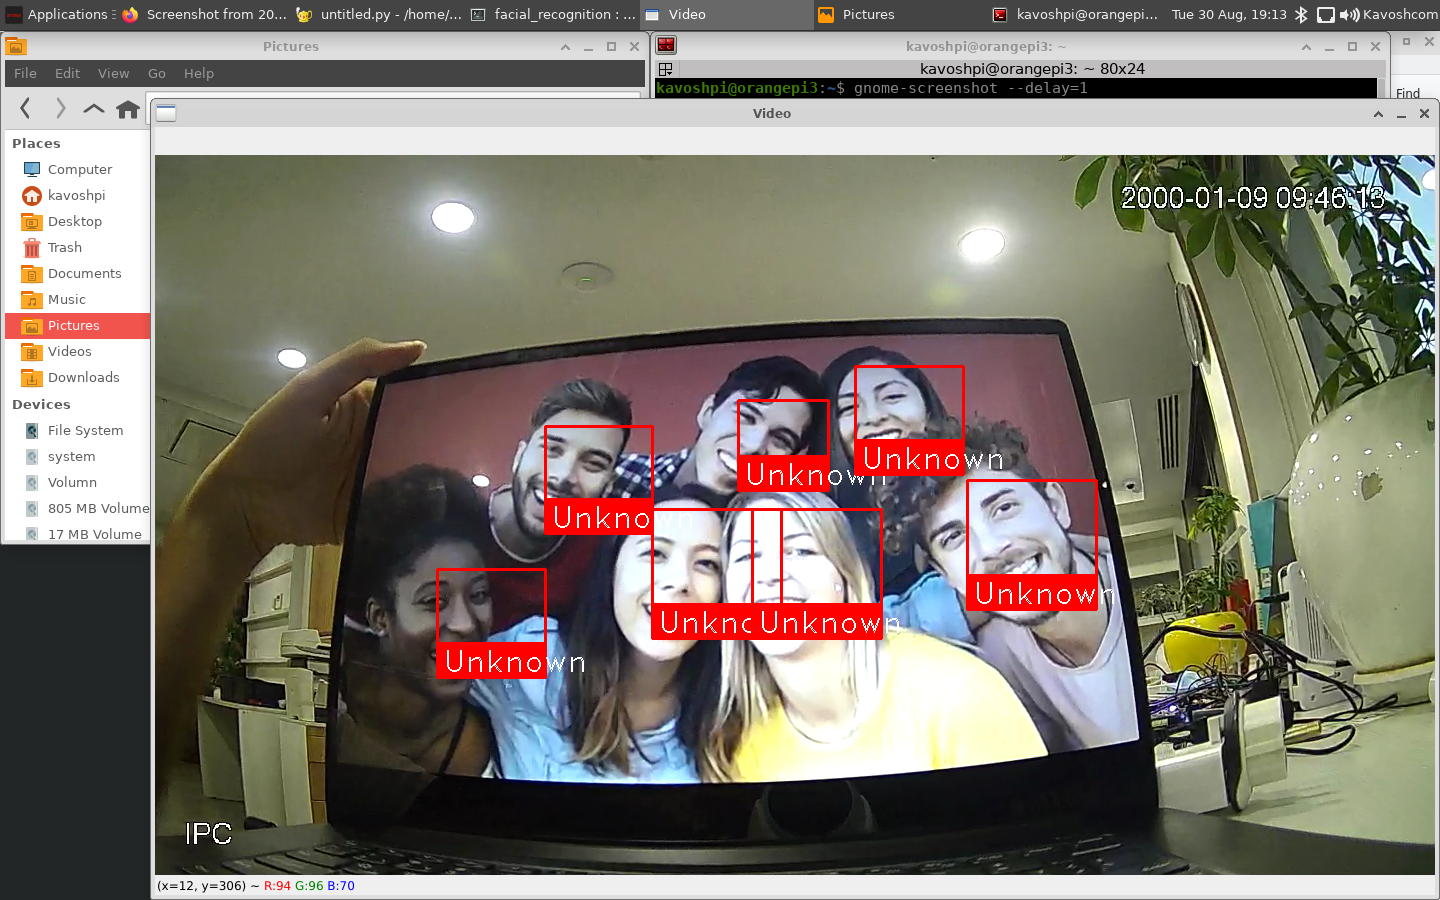 Applications
Screenshot from 20...
untitled.py - /home/...
facial_recognition : ...
Video
Pictures
kavoshpi@orangepi...
Tue 30 Aug, 19:13
Kavoshcom
Pictures
File Edit View Go Help
Places
Computer
kavoshpi
Desktop
Trash
Documents
Music
Pictures
Videos
Downloads
Devices
File System
system
Volumn
805 MB Volume
17 MB Volume
kavoshpi@orangepi3: ~
kavoshpi@orangepi3: ~ 80x24
kavoshpi@orangepi3:~$ gnome-screenshot --delay=1
Find
Video
2000-01-09 09:46:13
Unknown
Unknown
Unknown
Unknown
Unknown
Unknown
Unknown
IPC
(x=12, y=306) ~ R:94 G:96 B:70